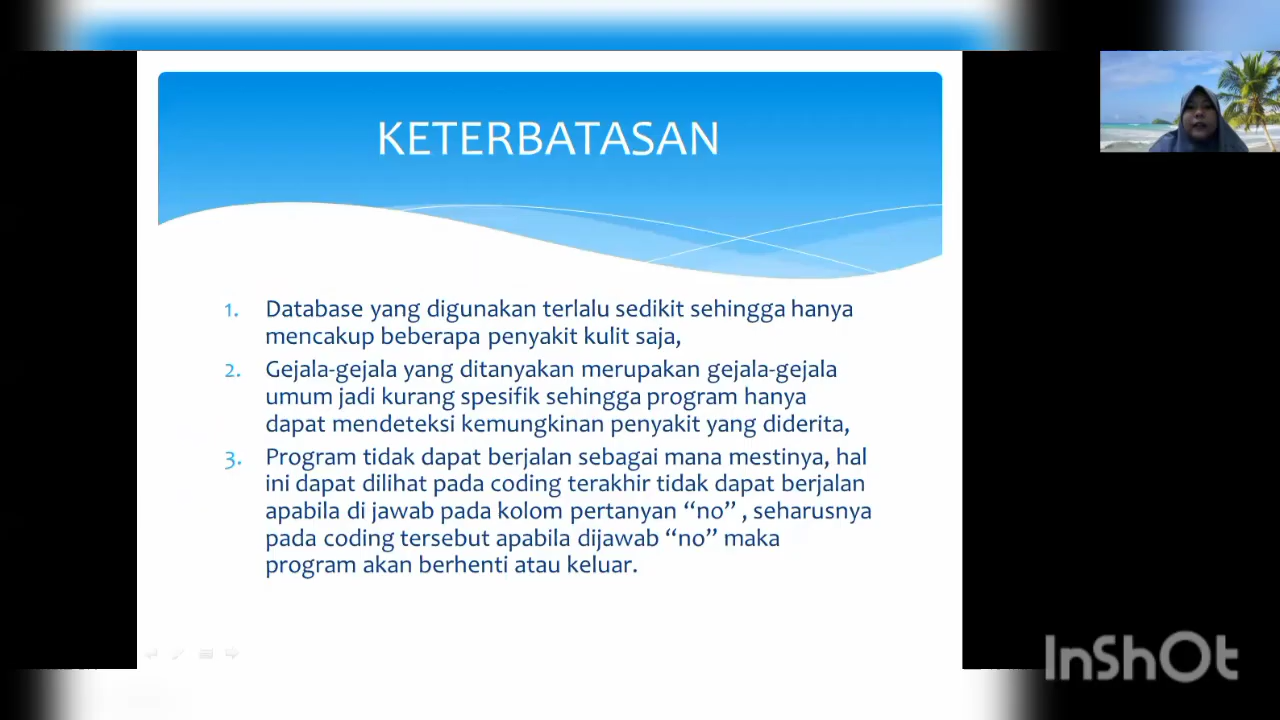 KETERBATASAN
1. Database yang digunakan terlalu sedikit sehingga hanya
mencakup beberapa penyakit kulit saja,
2. Gejala-gejala yang ditanyakan merupakan gejala-gejala
umum jadi kurang spesifik sehingga program hanya
dapat mendeteksi kemungkinan penyakit yang diderita,
3. Program tidak dapat berjalan sebagai mana mestinya, hal
ini dapat dilihat pada coding terakhir tidak dapat berjalan
apabila di jawab pada kolom pertanyan “no” , seharusnya
pada coding tersebut apabila dijawab “no” maka
program akan berhenti atau keluar.
InShOt